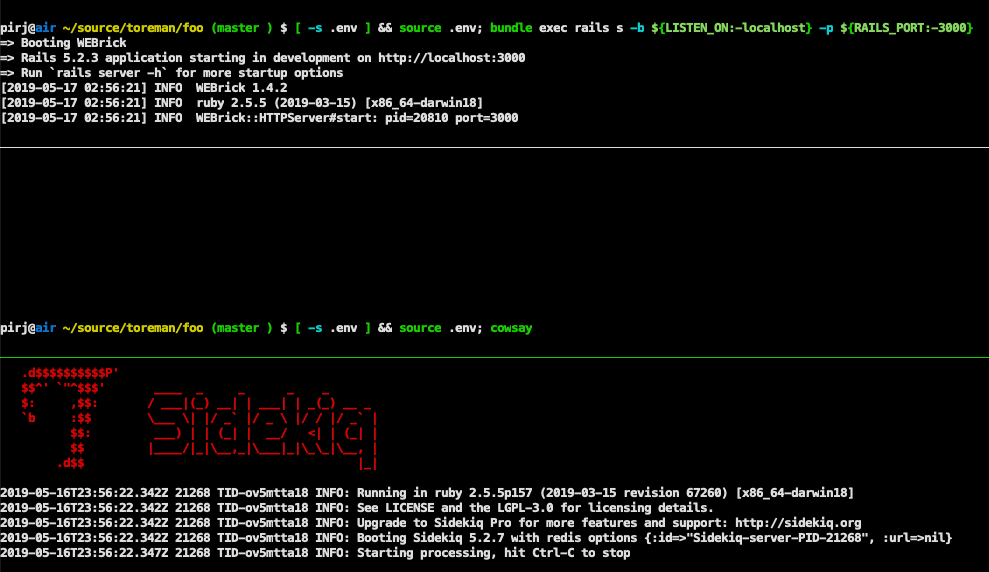 pirj@air ~/source/toreman/foo (master ) $ [ -s .env ] && source .env; bundle exec rails s -b ${LISTEN_ON:-localhost} -p ${RAILS_PORT:-3000}
=> Booting WEBrick
=> Rails 5.2.3 application starting in development on http://localhost:3000
=> Run `rails server -h` for more startup options
[2019-05-17 02:56:21] INFO  WEBrick 1.4.2
[2019-05-17 02:56:21] INFO  ruby 2.5.5 (2019-03-15) [x86_64-darwin18]
[2019-05-17 02:56:21] INFO  WEBrick::HTTPServer#start: pid=20810 port=3000
pirj@air ~/source/toreman/foo (master ) $ [ -s .env ] && source .env; cowsay
Sidekiq
2019-05-16T23:56:22.342Z 21268 TID-ov5mtta18 INFO: Running in ruby 2.5.5p157 (2019-03-15 revision 67260) [x86_64-darwin18]
2019-05-16T23:56:22.342Z 21268 TID-ov5mtta18 INFO: See LICENSE and the LGPL-3.0 for licensing details.
2019-05-16T23:56:22.342Z 21268 TID-ov5mtta18 INFO: Upgrade to Sidekiq Pro for more features and support: http://sidekiq.org
2019-05-16T23:56:22.342Z 21268 TID-ov5mtta18 INFO: Booting Sidekiq 5.2.7 with redis options {:id=>"Sidekiq-server-PID-21268", :url=>nil}
2019-05-16T23:56:22.347Z 21268 TID-ov5mtta18 INFO: Starting processing, hit Ctrl-C to stop